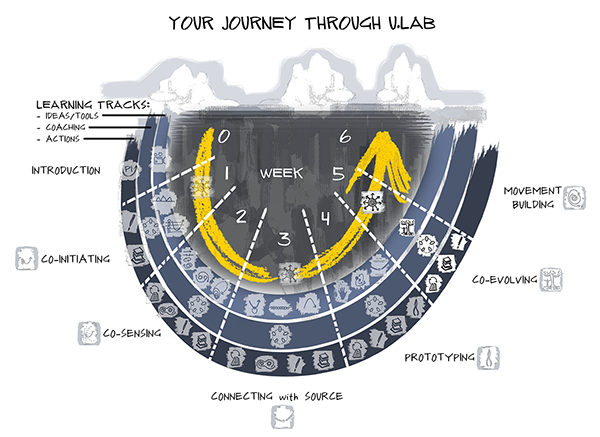 YOUR JOURNEY THROUGH U.LAB
LEARNING TRACKS:
- IDEAS/TOOLS
- COACHING
- ACTIONS
0
6
INTRODUCTION
1
WEEK
5
2
4
3
MOVEMENT
BUILDING
CO-INITIATING
CO-EVOLVING
CO-SENSING
PROTOTYPING
CONNECTING with SOURCE